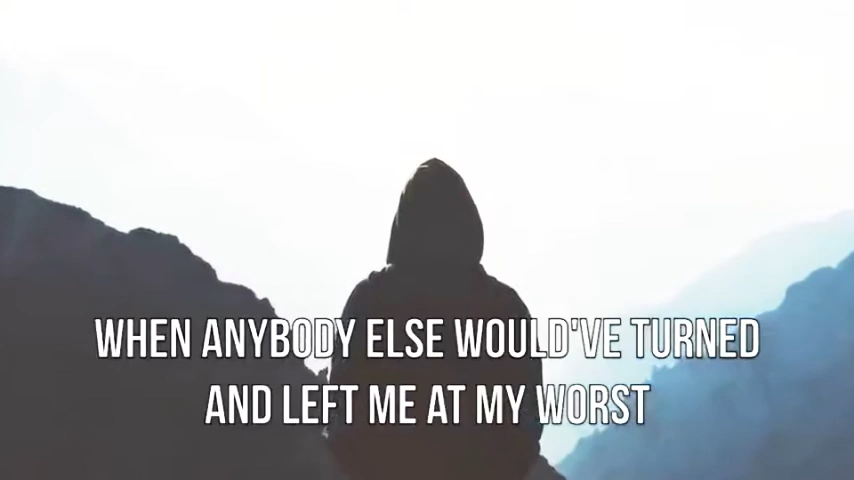 WHEN ANYBODY ELSE WOULD'VE TURNED
AND LEFT ME AT MY WORST